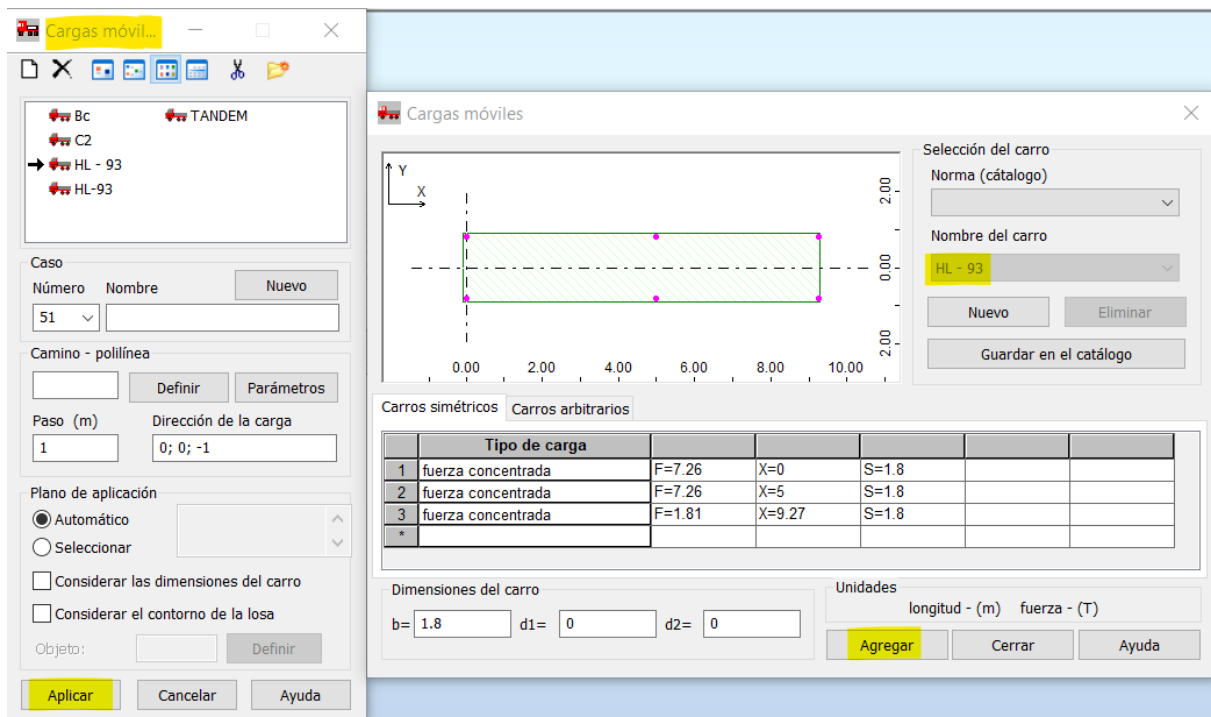 Cargas móvil...
Bc TANDEM
C2
HL - 93
HL-93
Caso
Número Nombre Nuevo
51
Camino - polilínea
Definir Parámetros
Paso (m) Dirección de la carga
1 0; 0; -1
Plano de aplicación
Automático
Seleccionar
Considerar las dimensiones del carro
Considerar el contorno de la losa
Objeto: Definir
Aplicar Cancelar Ayuda
Cargas móviles
Y
X
2.00
0.00
2.00
0.00 2.00 4.00 6.00 8.00 10.00
Selección del carro
Norma (cátalogo)
Nombre del carro
HL - 93
Nuevo Eliminar
Guardar en el catálogo
Carros simétricos Carros arbitrarios
Tipo de carga
1 fuerza concentrada F=7.26 X=0 S=1.8
2 fuerza concentrada F=7.26 X=5 S=1.8
3 fuerza concentrada F=1.81 X=9.27 S=1.8
*
Dimensiones del carro
b= 1.8 d1= 0 d2= 0
Unidades
longitud - (m) fuerza - (T)
Agregar Cerrar Ayuda